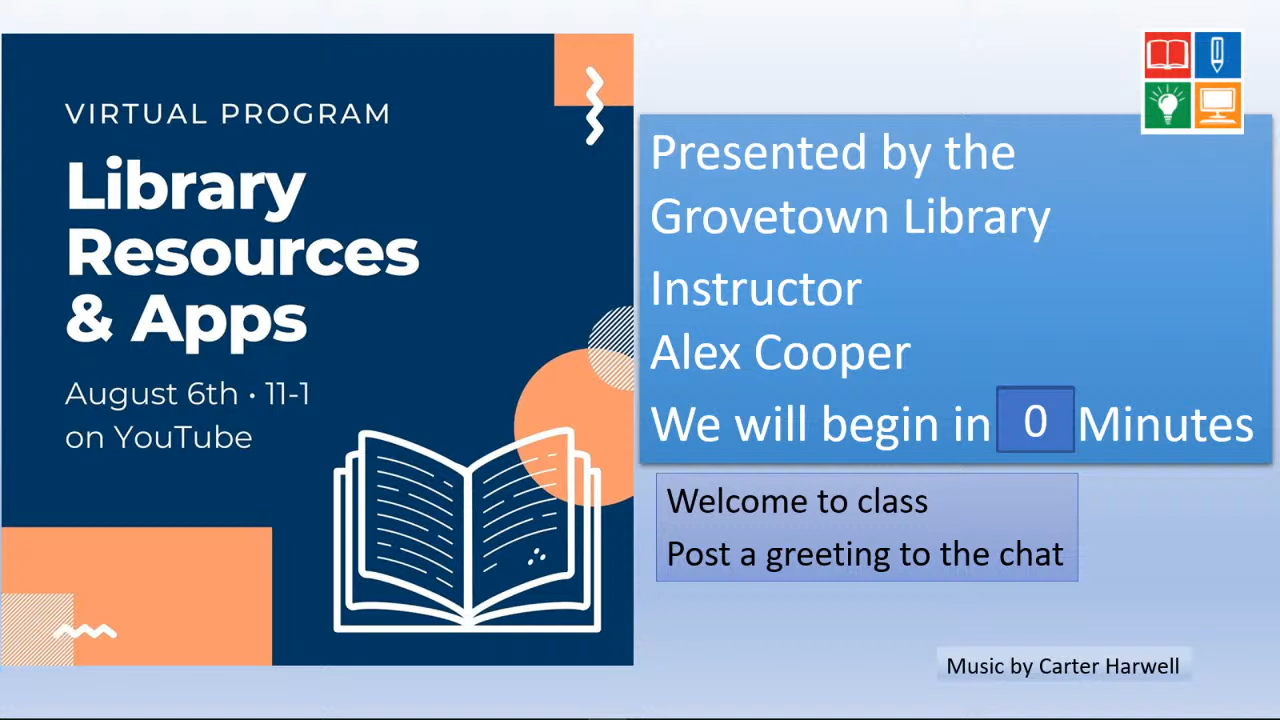 VIRTUAL PROGRAM
Library
Resources
& Apps
August 6th • 11-1
on YouTube
Presented by the
Grovetown Library
Instructor
Alex Cooper
We will begin in 0 Minutes
Welcome to class
Post a greeting to the chat
Music by Carter Harwell